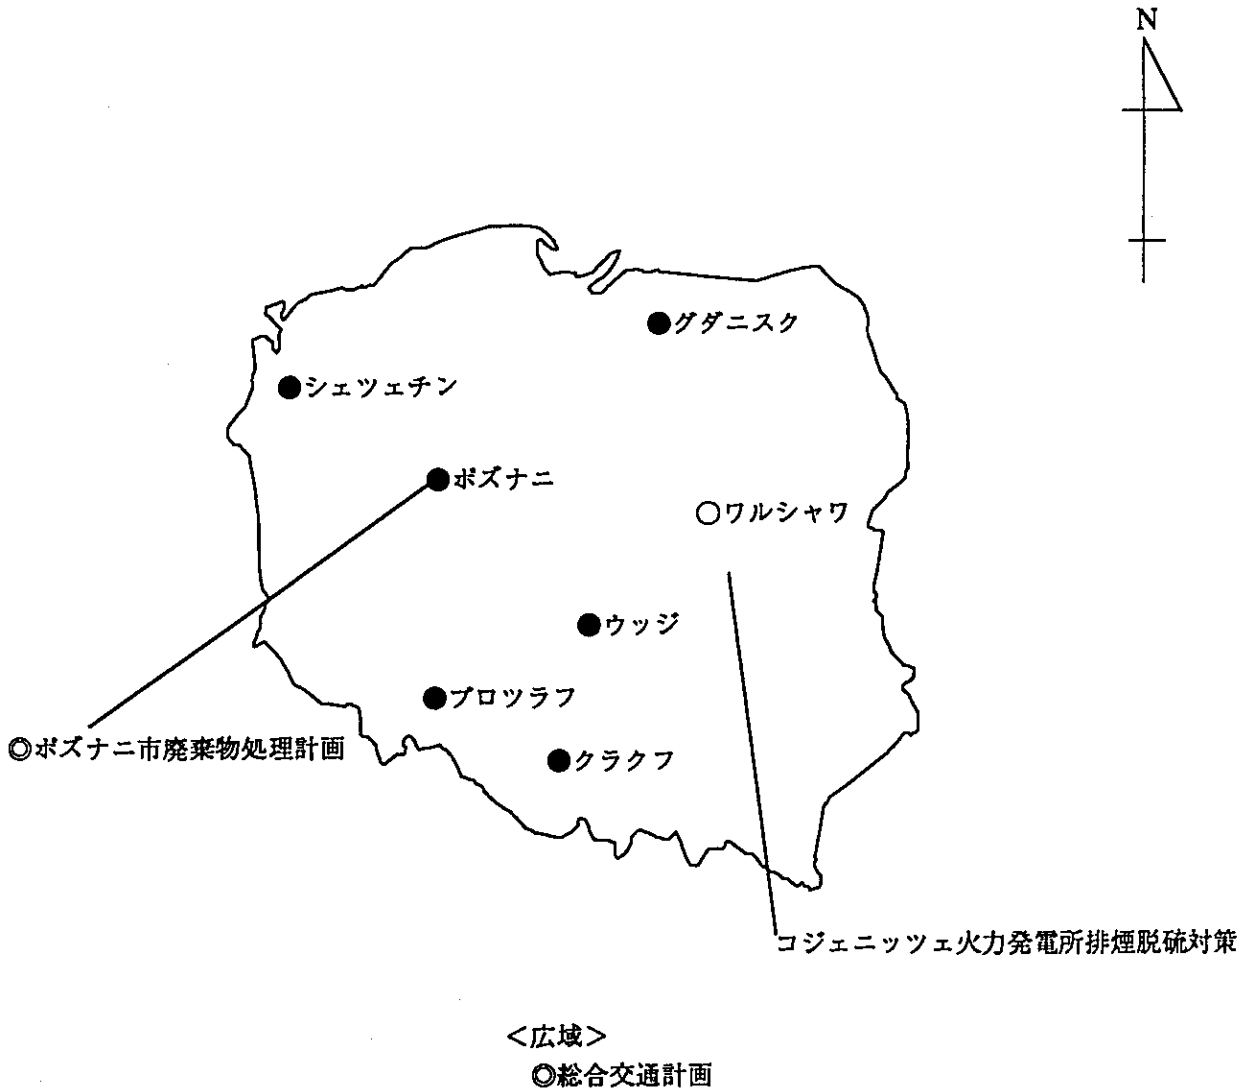 N
●グダニスク
●シェツェチン
●ポズナニ
○ワルシャワ
●ウッジ
●ブロツラフ
◎ポズナニ市廃棄物処理計画
●クラクフ
コジェニッツェ火力発電所排煙脱硫対策
＜広域＞
◎総合交通計画